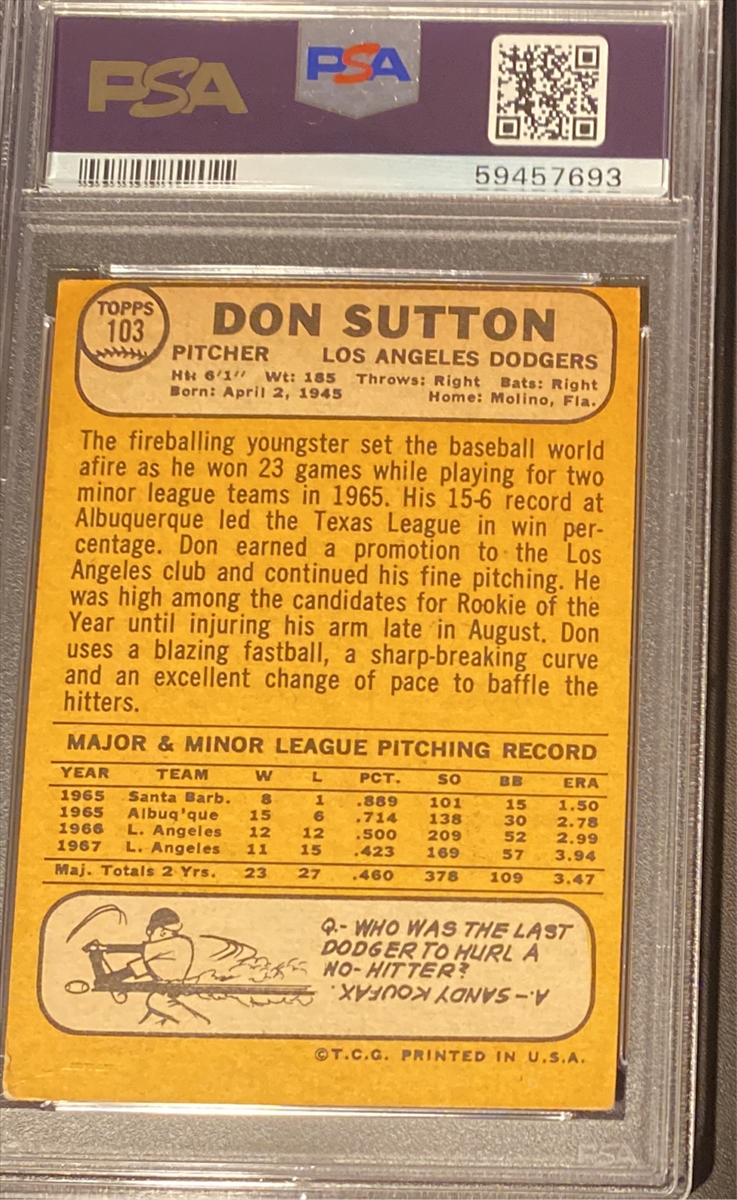 PSA PSA
59457693
TOPPS
103
DON SUTTON
PITCHER LOS ANGELES DODGERS
Ht: 6'1" Wt: 185 Throws: Right Bats: Right
Born: April 2, 1945 Home: Molino, Fla.
The fireballing youngster set the baseball world
afire as he won 23 games while playing for two
minor league teams in 1965. His 15-6 record at
Albuquerque led the Texas League in win per-
centage. Don earned a promotion to the Los
Angeles club and continued his fine pitching. He
was high among the candidates for Rookie of the
Year until injuring his arm late in August. Don
uses a blazing fastball, a sharp-breaking curve
and an excellent change of pace to baffle the
hitters.
MAJOR & MINOR LEAGUE PITCHING RECORD
YEAR TEAM W L PCT. SO BB ERA
1965 Santa Barb. 8 1 .889 101 15 1.50
1965 Albuq'que 15 6 .714 138 30 2.78
1966 L. Angeles 12 12 .500 209 52 2.99
1967 L. Angeles 11 15 .423 169 57 3.94
Maj. Totals 2 Yrs. 23 27 .460 378 109 3.47
Q.- WHO WAS THE LAST
DODGER TO HURL A
NO-HITTER?
A.- SANDY KOUFAX.
©T.C.G. PRINTED IN U.S.A.
PSA